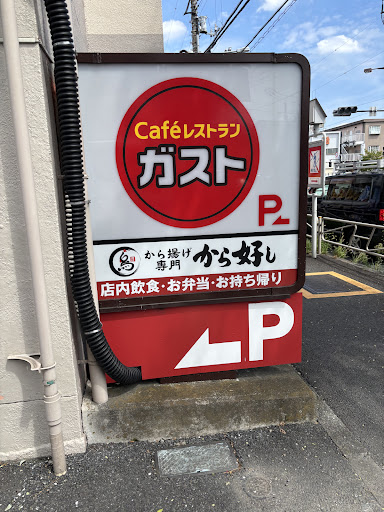 Caféレストラン
ガスト
P
鳥
から揚げ
専門
から好し
店内飲食・お弁当・お持ち帰り
P